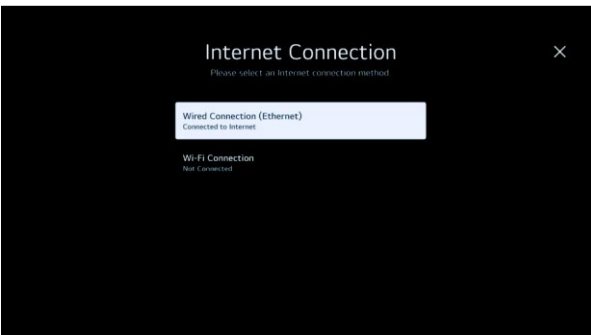 Internet Connection
Please select an Internet connection method
Wired Connection (Ethernet)
Connected to Internet
Wi-Fi Connection
Not Connected